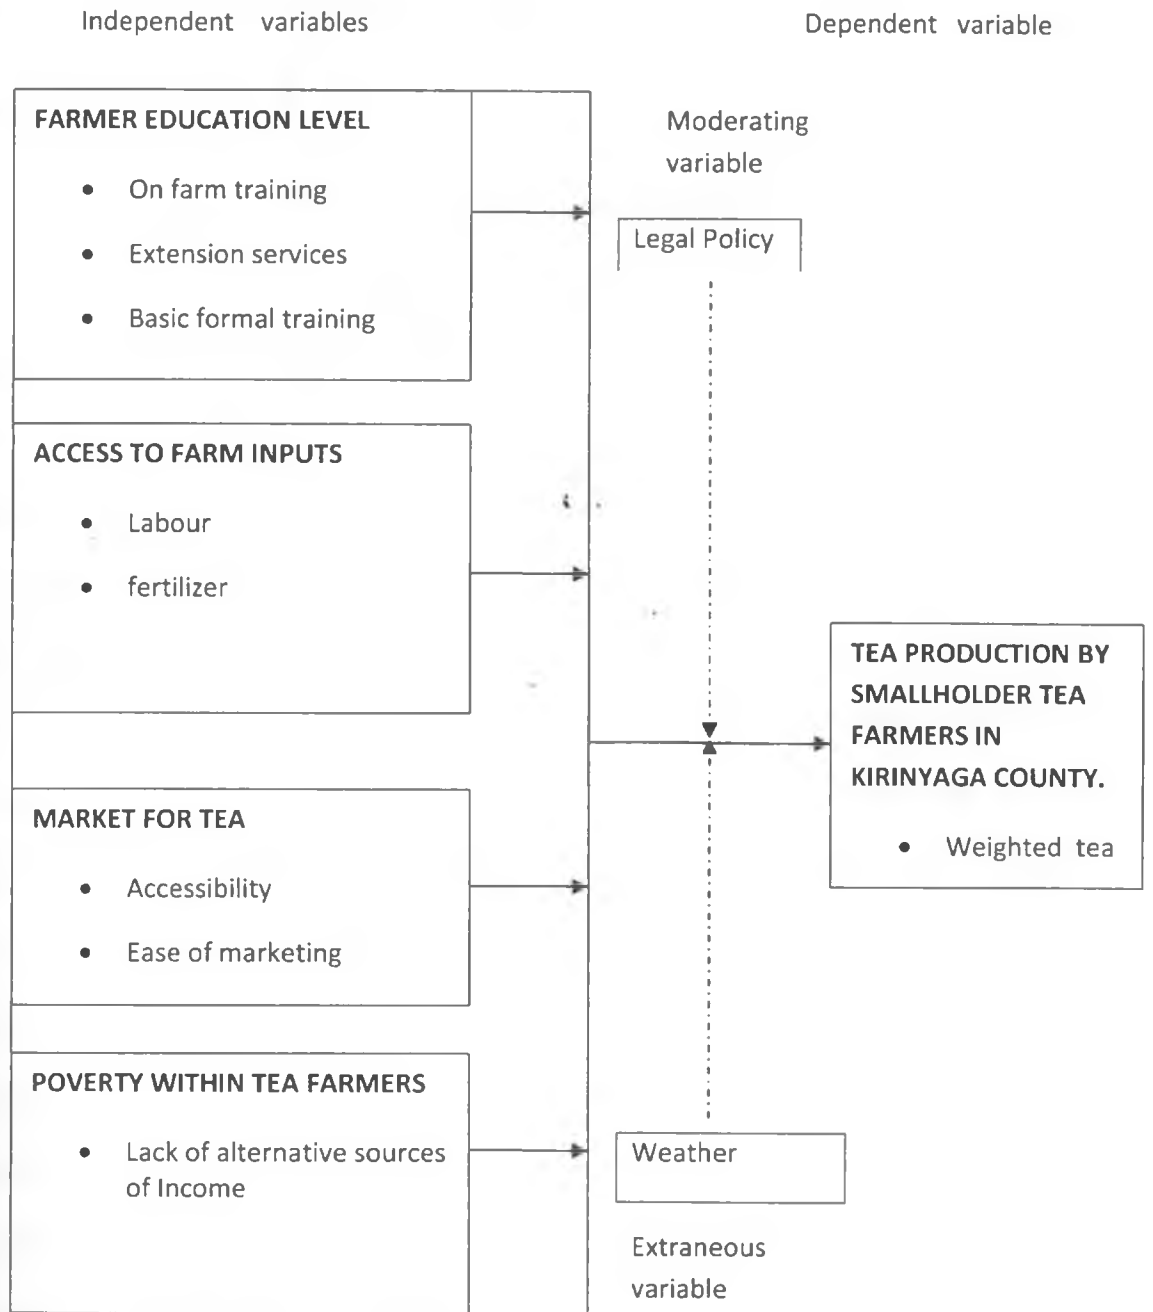 Independent variables
Dependent variable
FARMER EDUCATION LEVEL
• On farm training
• Extension services
• Basic formal training
ACCESS TO FARM INPUTS
• Labour
• fertilizer
MARKET FOR TEA
• Accessibility
• Ease of marketing
POVERTY WITHIN TEA FARMERS
• Lack of alternative sources
of Income
Moderating
variable
Legal Policy
Weather
Extraneous
variable
TEA PRODUCTION BY
SMALLHOLDER TEA
FARMERS IN
KIRINYAGA COUNTY.
• Weighted tea